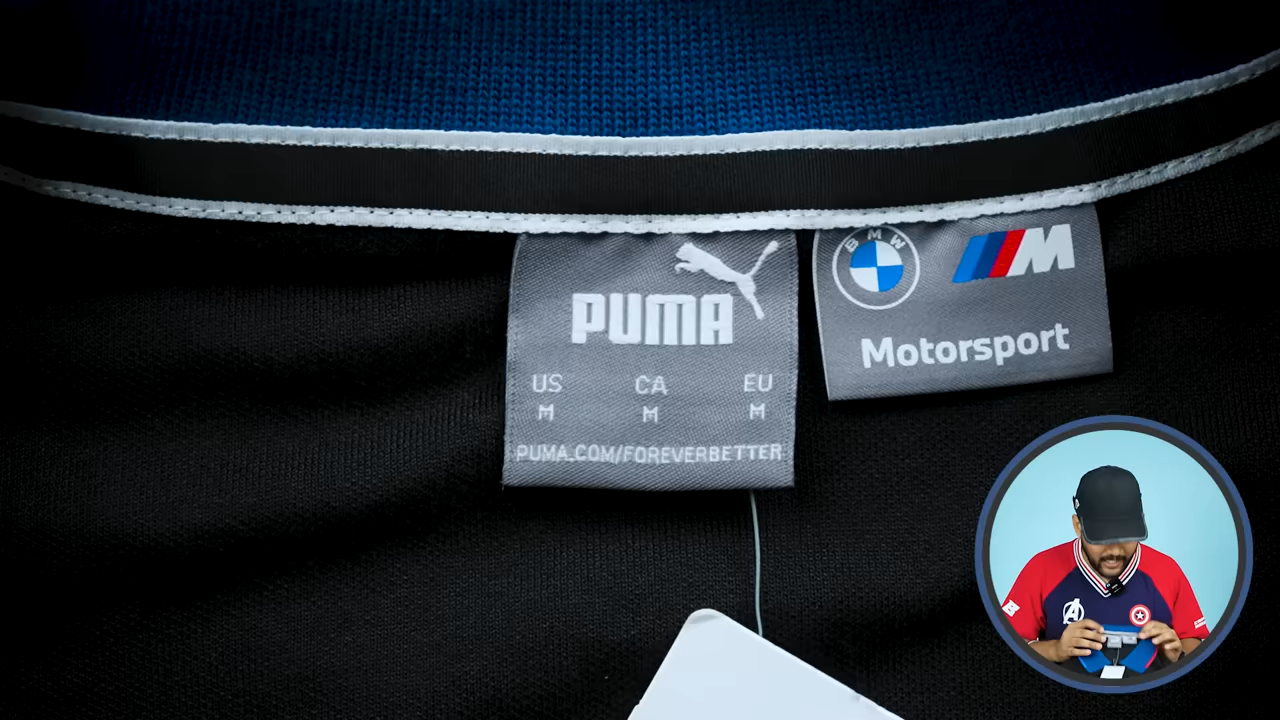 PUMA
US CA EU
M M M
PUMA.COM/FOREVERBETTER
BMW
M
Motorsport